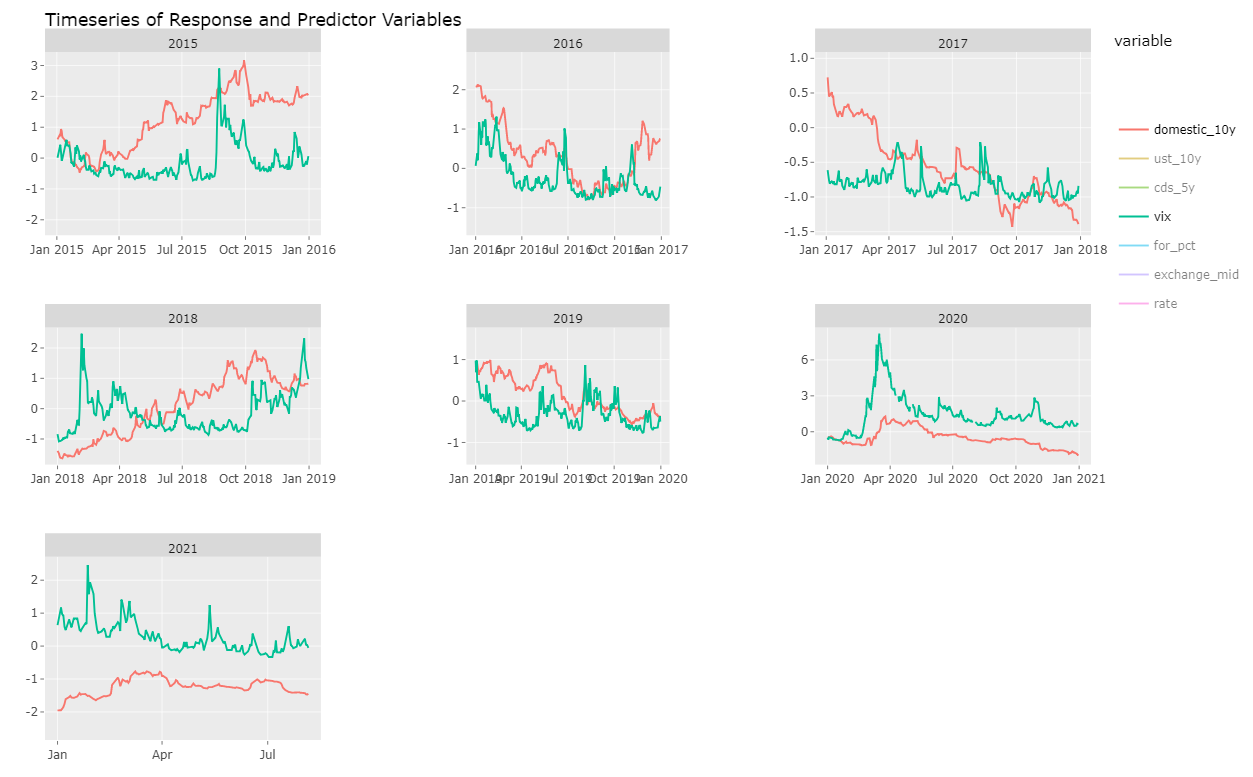 Timeseries of Response and Predictor Variables
2015
2016
2017
variable
3
2
1
0
-1
-2
2
1
0
-1
1.0
0.5
0.0
-0.5
-1.0
-1.5
domestic_10y
ust_10y
cds_5y
vix
for_pct
exchange_mid
rate
Jan 2015 Apr 2015 Jul 2015 Oct 2015 Jan 2016
Jan 2016 Apr 2016 Jul 2016 Oct 2016 Jan 2017
Jan 2017 Apr 2017 Jul 2017 Oct 2017 Jan 2018
2018
2019
2020
2
1
0
-1
1
0
-1
6
3
0
Jan 2018 Apr 2018 Jul 2018 Oct 2018 Jan 2019
Jan 2019 Apr 2019 Jul 2019 Oct 2019 Jan 2020
Jan 2020 Apr 2020 Jul 2020 Oct 2020 Jan 2021
2021
2
1
0
-1
-2
Jan Apr Jul